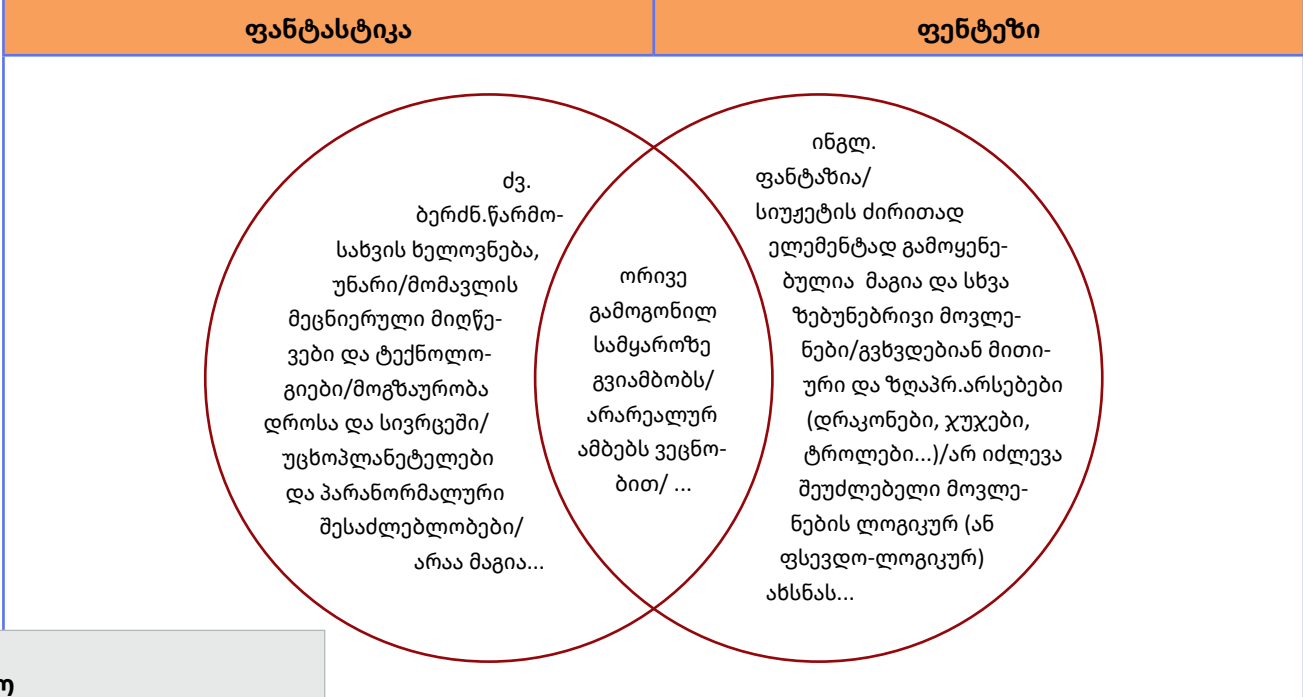 ფანტასტიკა
ფენტეზი
ძვ.
ბერძნ.წარმო-
სახვის ხელოვნება,
უნარი/მომავლის
მეცნიერული მიღწე-
ვები და ტექნოლო-
გიები/მოგზაურობა
დროსა და სივრცეში/
უცხოპლანეტელები
და პარანორმალური
შესაძლებლობები/
არაა მაგია...
ორივე
გამოგონილ
სამყაროზე
გვიამბობს/
არარეალურ
ამბებს ვეცნო-
ბით/ ...
ინგლ.
ფანტაზია/
სიუჟეტის ძირითად
ელემენტად გამოყენე-
ბულია მაგია და სხვა
ზებუნებრივი მოვლე-
ნები/გვხვდებიან მითი-
ური და ზღაპრ.არსებები
(დრაკონები, ჯუჯები,
ტროლები...)/არ იძლევა
შეუძლებელი მოვლე-
ნების ლოგიკურ (ან
ფსევდო-ლოგიკურ)
ახსნას...